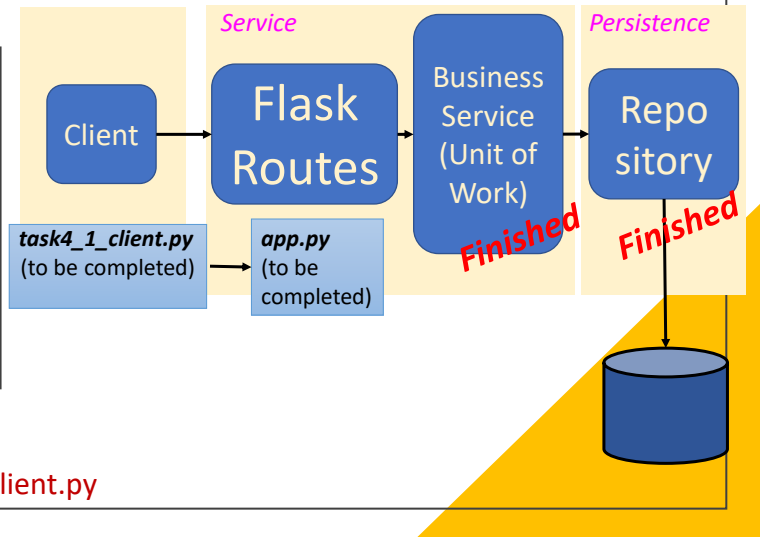 Service
Persistence
Client
Flask
Routes
Business
Service
(Unit of
Work)
Repo
sitory
Finished
Finished
task4_1_client.py
(to be completed)
app.py
(to be
completed)
lient.py